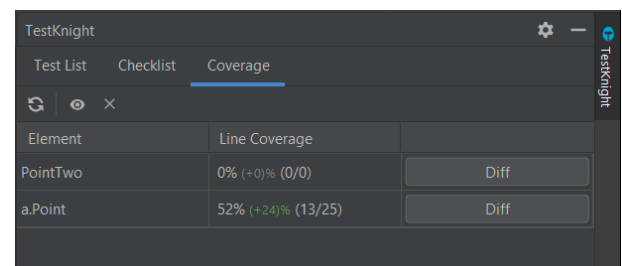 TestKnight
Test List Checklist Coverage
Element Line Coverage
PointTwo 0% (+0)% (0/0) Diff
a.Point 52% (+24)% (13/25) Diff
TestKnight